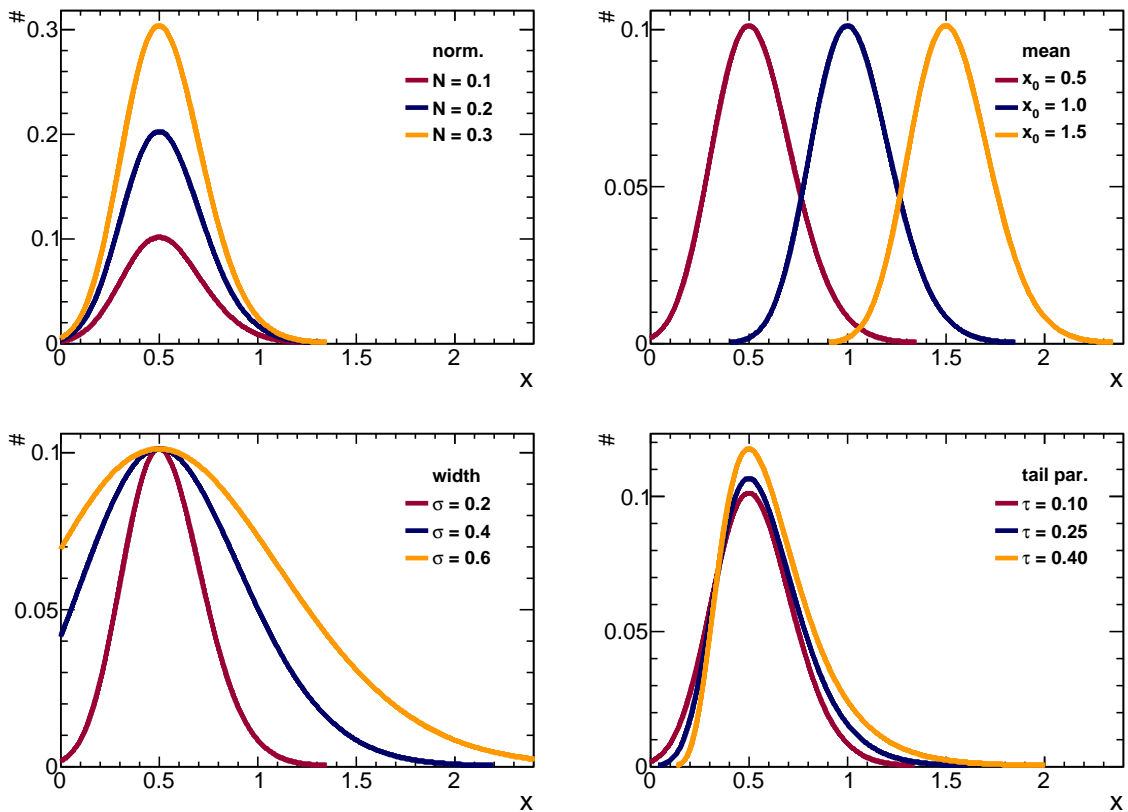 #
0.3
0.2
0.1
0
norm.
N = 0.1
N = 0.2
N = 0.3
0 0.5 1 1.5 2
x
#
0.1
0.05
0
mean
x₀ = 0.5
x₀ = 1.0
x₀ = 1.5
0 0.5 1 1.5 2
x
#
0.1
0.05
0
width
σ = 0.2
σ = 0.4
σ = 0.6
0 0.5 1 1.5 2
x
#
0.1
0.05
0
tail par.
τ = 0.10
τ = 0.25
τ = 0.40
0 0.5 1 1.5 2
x